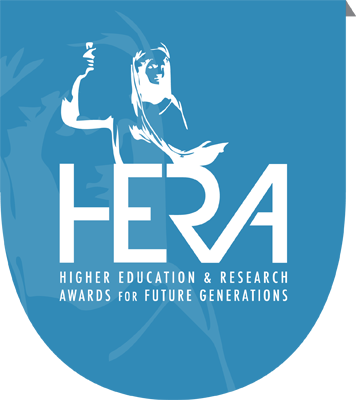 HERA
HIGHER EDUCATION & RESEARCH
AWARDS FOR FUTURE GENERATIONS